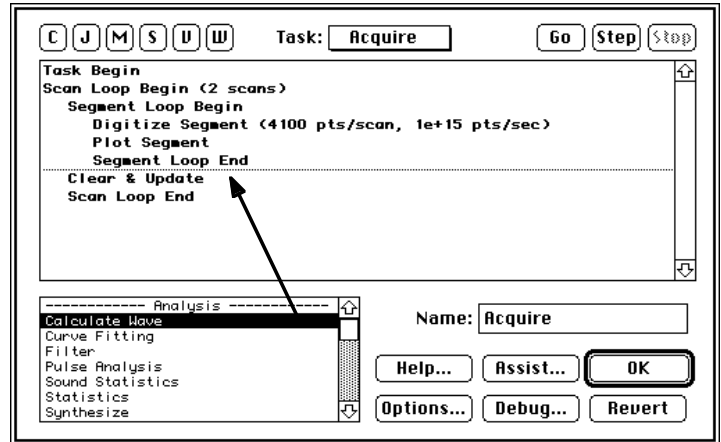 C J M S U W Task: Acquire Go Step Stop
Task Begin
Scan Loop Begin (2 scans)
Segment Loop Begin
Digitize Segment (4100 pts/scan, 1e+15 pts/sec)
Plot Segment
Segment Loop End
Clear & Update
Scan Loop End
------------ Analysis ------------
Calculate Wave
Curve Fitting
Filter
Pulse Analysis
Sound Statistics
Statistics
Synthesize
Name: Acquire
Help... Assist... OK
Options... Debug... Revert